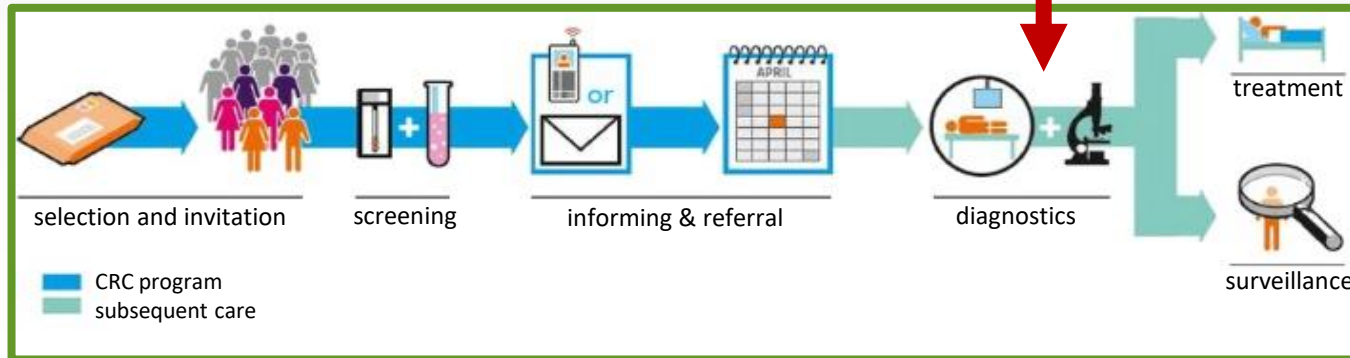 or
APRIL
treatment
selection and invitation
screening
informing & referral
diagnostics
surveillance
CRC program
subsequent care